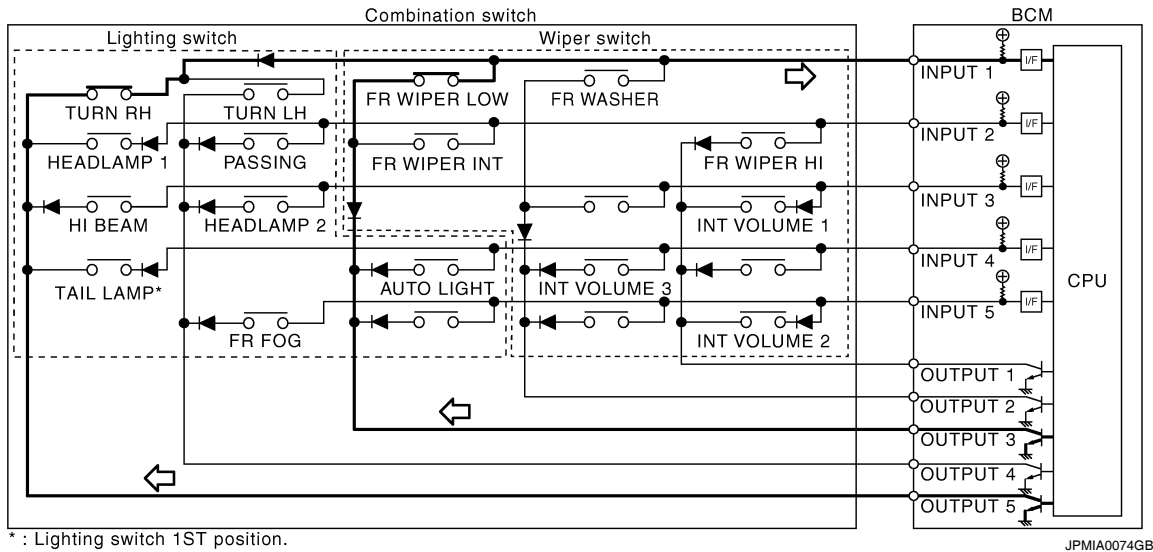 Combination switch
BCM
Lighting switch
Wiper switch
INPUT 1
I/F
TURN RH
TURN LH
FR WIPER LOW
FR WASHER
INPUT 2
I/F
HEADLAMP 1
PASSING
FR WIPER INT
FR WIPER HI
INPUT 3
I/F
HI BEAM
HEADLAMP 2
INT VOLUME 1
INPUT 4
I/F
TAIL LAMP*
AUTO LIGHT
INT VOLUME 3
CPU
INPUT 5
I/F
FR FOG
INT VOLUME 2
OUTPUT 1
OUTPUT 2
OUTPUT 3
OUTPUT 4
OUTPUT 5
* : Lighting switch 1ST position.
JPMIA0074GB